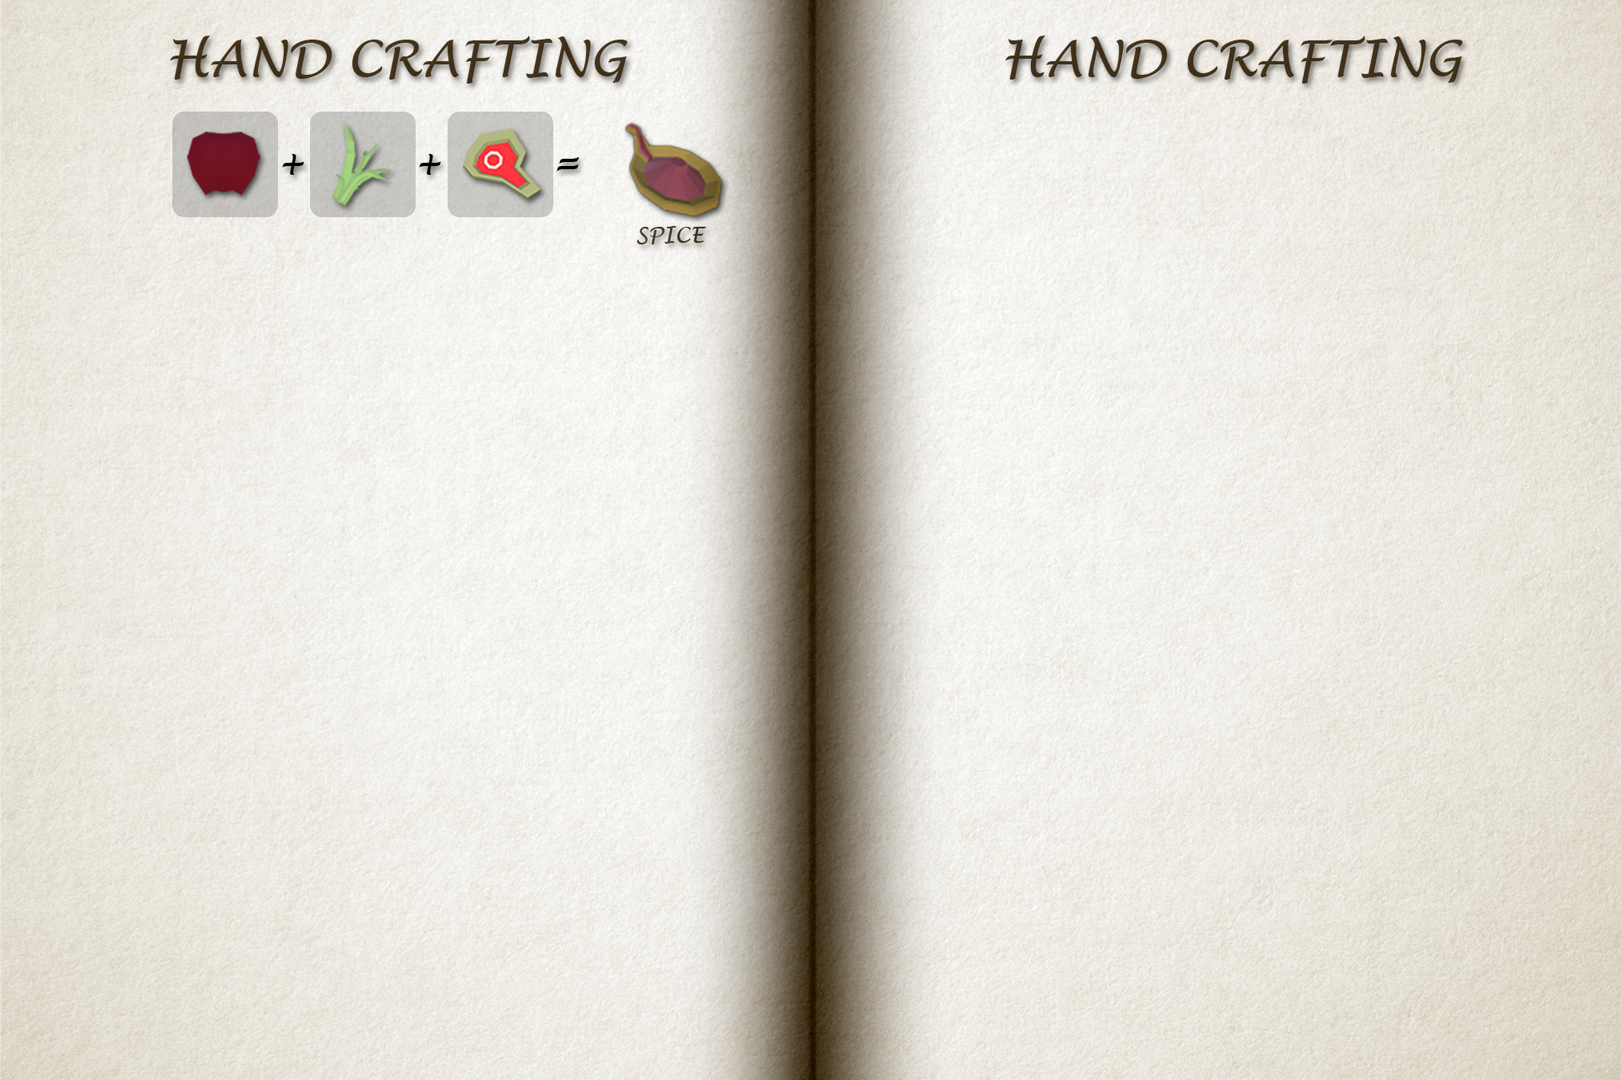 HAND CRAFTING
+ + =
SPICE
HAND CRAFTING